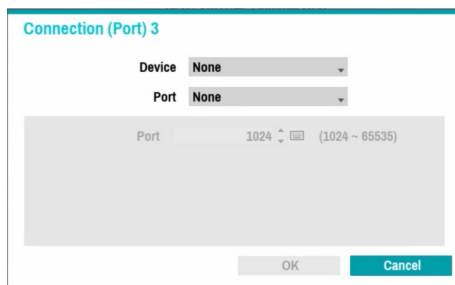 Connection (Port) 3
Device None
Port None
Port 1024 (1024 ~ 65535)
OK Cancel